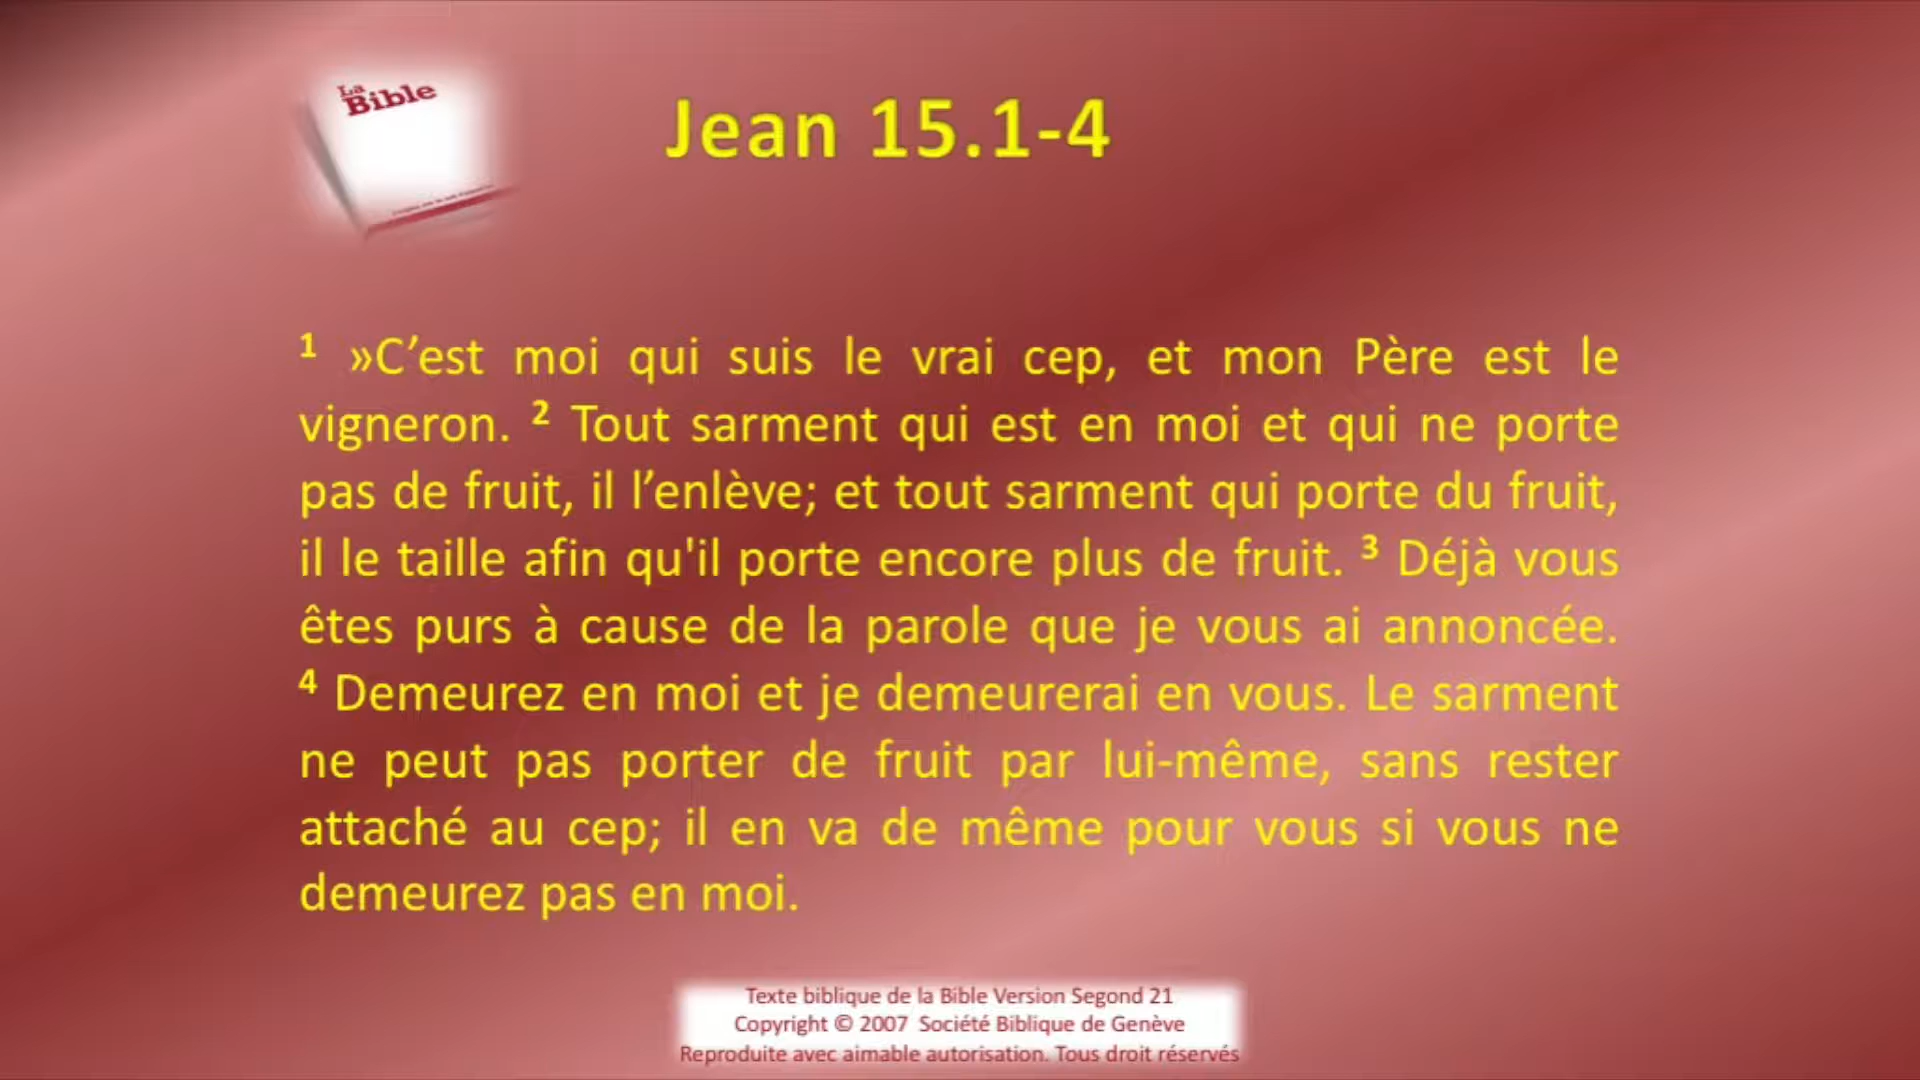 La
Bible
Jean 15.1-4
1 »C’est moi qui suis le vrai cep, et mon Père est le
vigneron. 2 Tout sarment qui est en moi et qui ne porte
pas de fruit, il l’enlève; et tout sarment qui porte du fruit,
il le taille afin qu'il porte encore plus de fruit. 3 Déjà vous
êtes purs à cause de la parole que je vous ai annoncée.
4 Demeurez en moi et je demeurerai en vous. Le sarment
ne peut pas porter de fruit par lui-même, sans rester
attaché au cep; il en va de même pour vous si vous ne
demeurez pas en moi.
Texte biblique de la Bible Version Segond 21
Copyright © 2007 Société Biblique de Genève
Reproduite avec aimable autorisation. Tous droit réservés